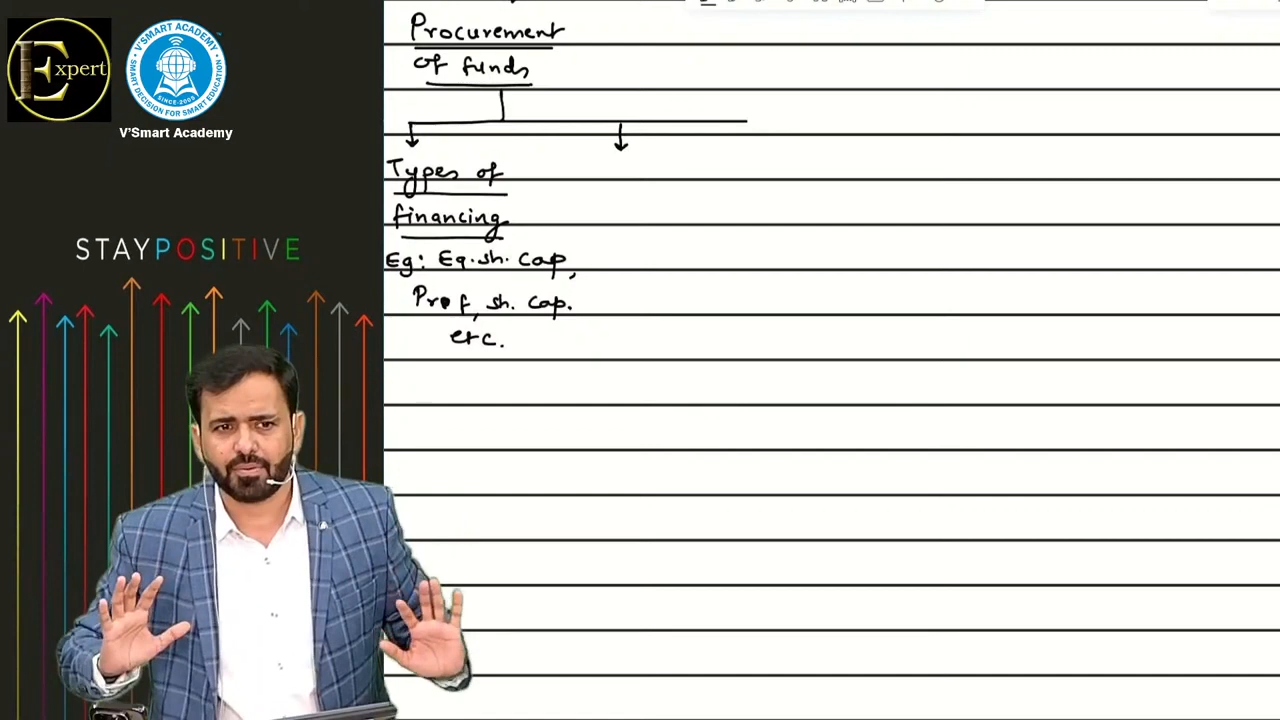 Expert
V'SMART ACADEMY
SMART DECISION FOR SMART EDUCATION
SINCE-2005
V'Smart Academy
STAYPOSITIVE
Procurement
of funds
Types of
financing
Eg: Eq. sh. Cap,
Pref, sh. Cap.
etc.